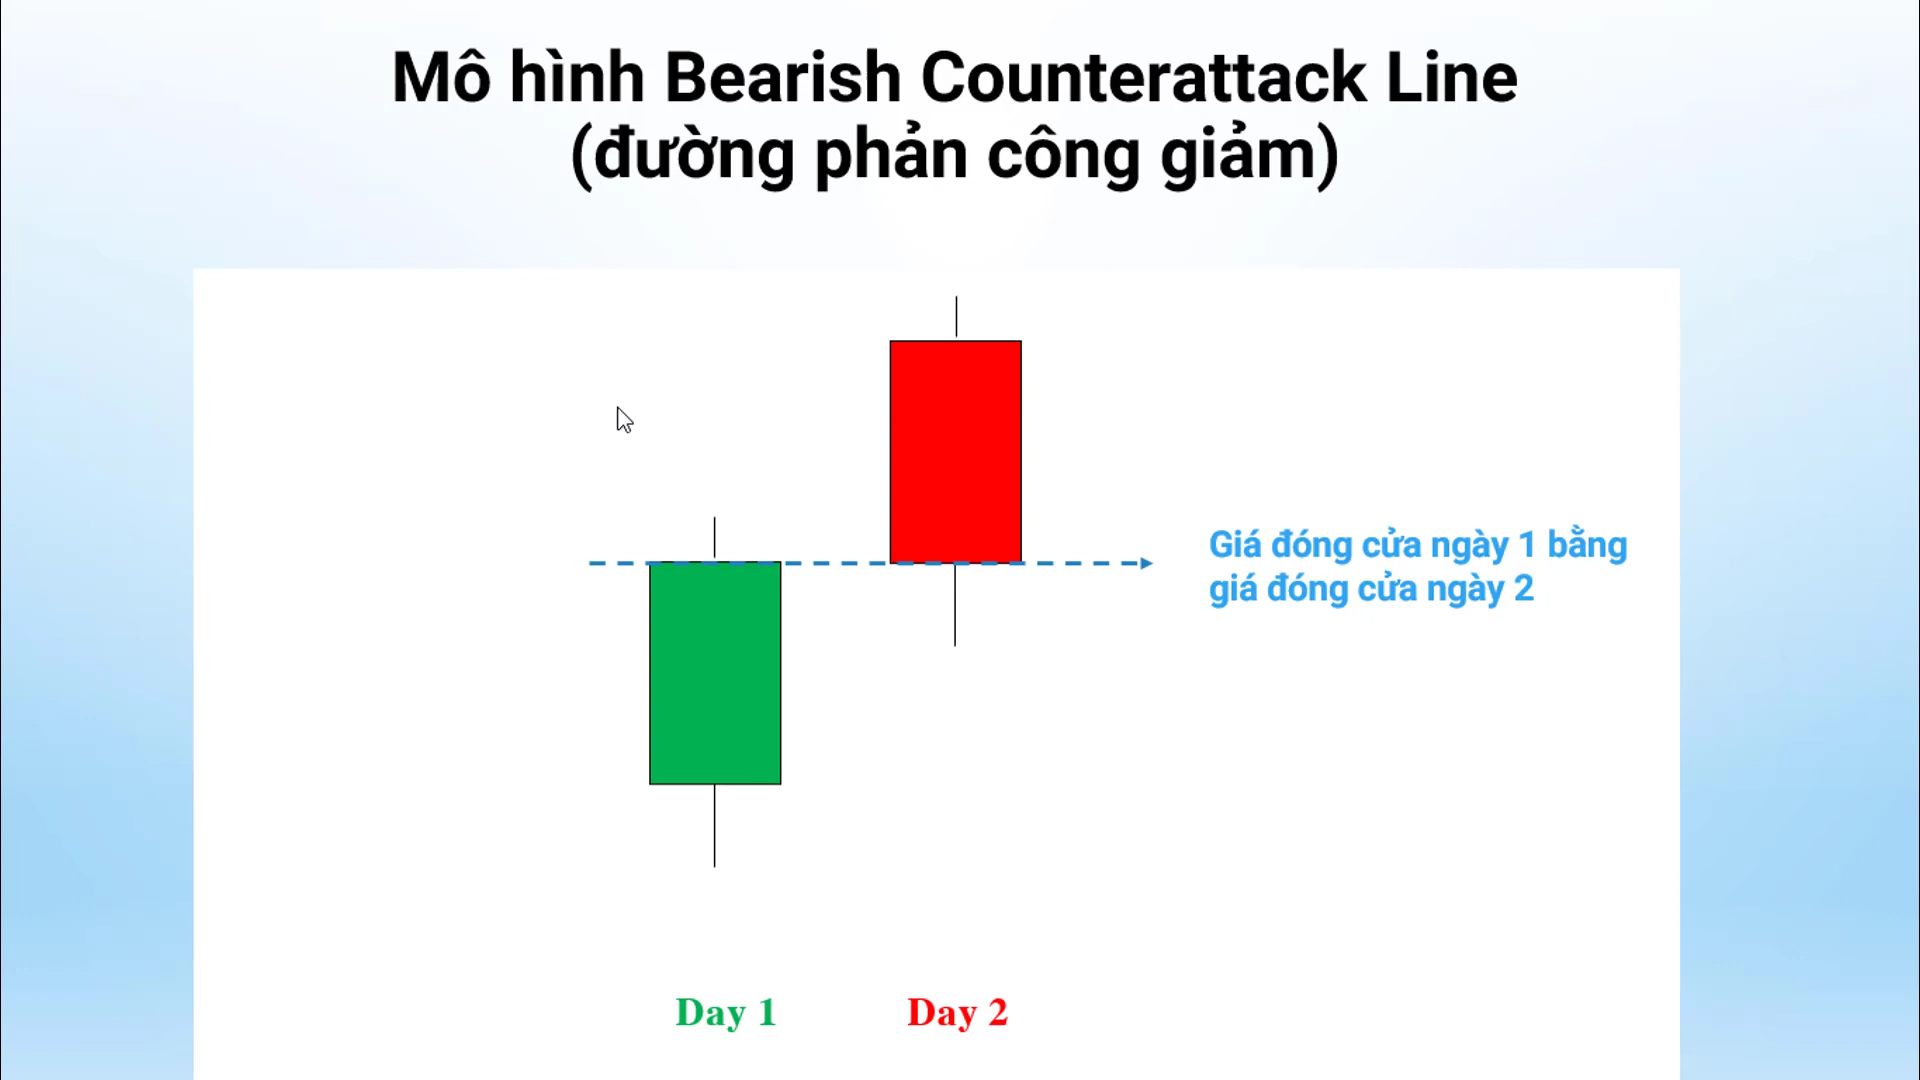 Mô hình Bearish Counterattack Line
(đường phản công giảm)
Giá đóng cửa ngày 1 bằng
giá đóng cửa ngày 2
Day 1
Day 2